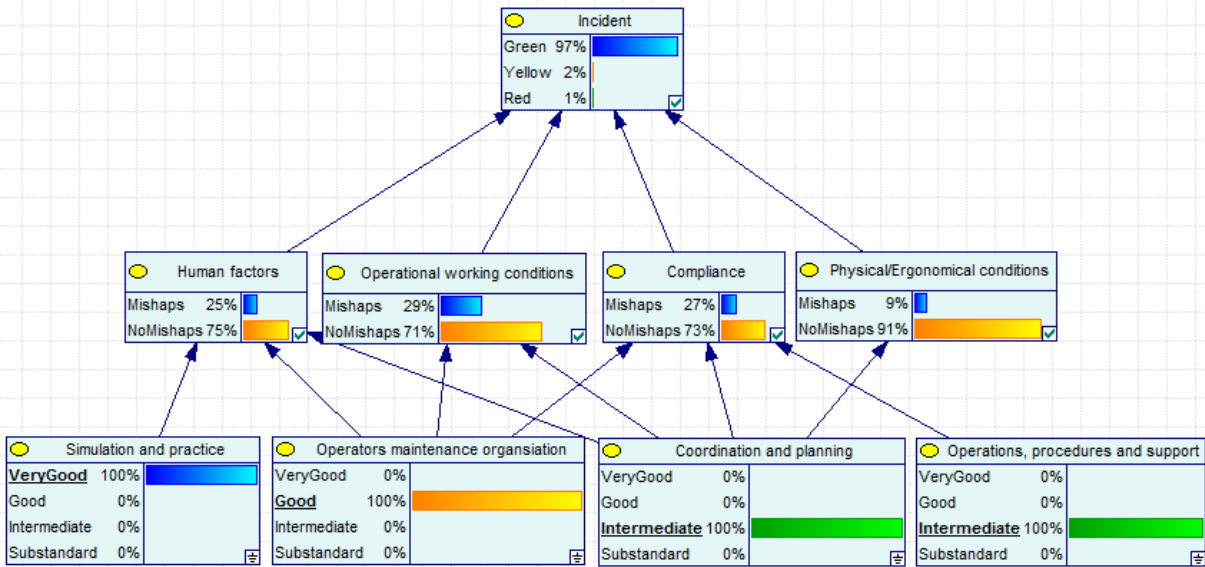 Incident
Green 97%
Yellow 2%
Red 1%
Human factors
Mishaps 25%
NoMishaps 75%
Operational working conditions
Mishaps 29%
NoMishaps 71%
Compliance
Mishaps 27%
NoMishaps 73%
Physical/Ergonomical conditions
Mishaps 9%
NoMishaps 91%
Simulation and practice
VeryGood 100%
Good 0%
Intermediate 0%
Substandard 0%
Operators maintenance organsiation
VeryGood 0%
Good 100%
Intermediate 0%
Substandard 0%
Coordination and planning
VeryGood 0%
Good 0%
Intermediate 100%
Substandard 0%
Operations, procedures and support
VeryGood 0%
Good 0%
Intermediate 100%
Substandard 0%